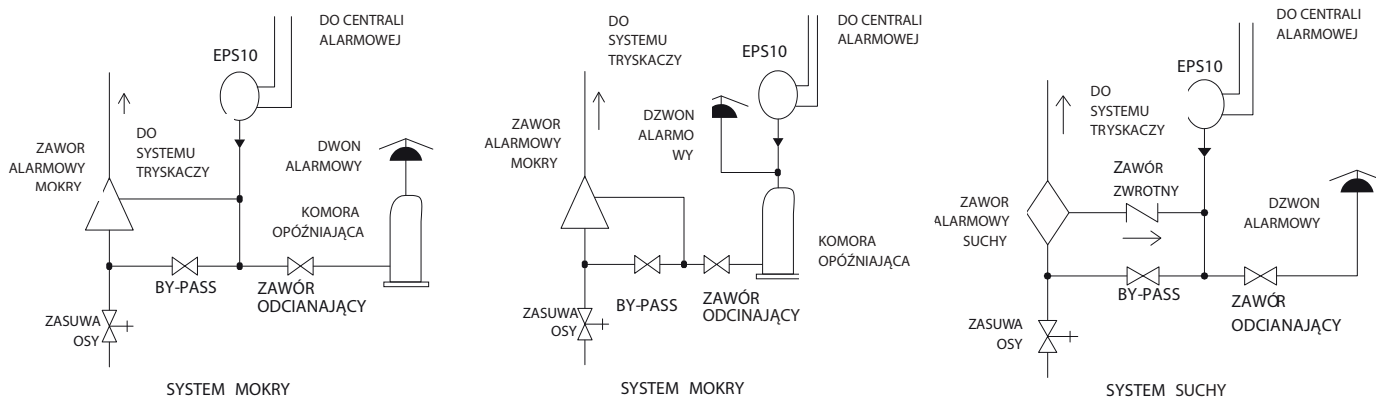 DO CENTRALI
ALARMOWEJ
EPS10
DO
SYSTEMU
TRYSKACZY
ZAWOR
ALARMOWY
MOKRY
DWON
ALARMOWY
KOMORA
OPÓŹNIAJĄCA
BY-PASS
ZAWÓR
ODCIANAJĄCY
ZASUWA
OSY
SYSTEM MOKRY
DO
SYSTEMU
TRYSKACZY
DO CENTRALI
ALARMOWEJ
EPS10
ZAWOR
ALARMOWY
MOKRY
DZWON
ALARMO
WY
KOMORA
OPÓŹNIAJĄCA
BY-PASS
ZAWÓR
ODCINAJĄCY
ZASUWA
OSY
SYSTEM MOKRY
DO CENTRALI
ALARMOWEJ
EPS10
DO
SYSTEMU
TRYSKACZY
ZAWÓR
ZWROTNY
ZAWOR
ALARMOWY
SUCHY
DZWON
ALARMOWY
BY-PASS
ZAWÓR
ODCIANAJĄCY
ZASUWA
OSY
SYSTEM SUCHY